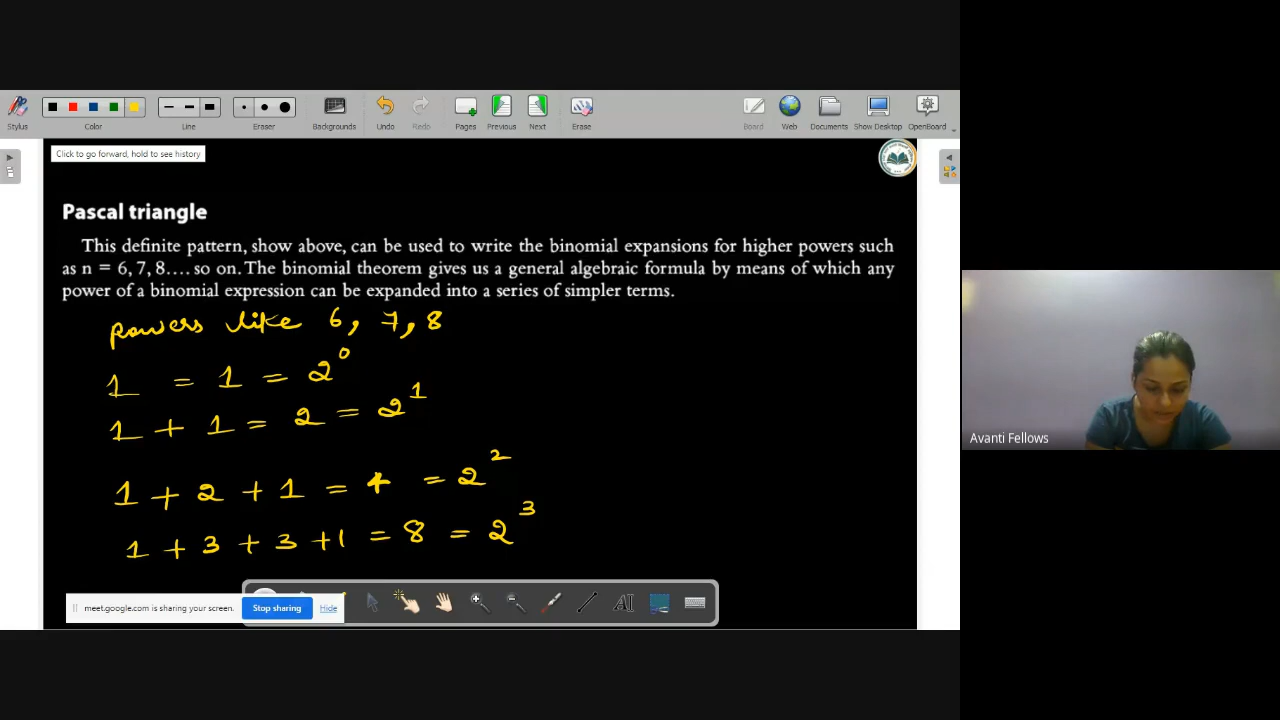 Stylus Color Line Eraser Backgrounds Undo Redo Pages Previous Next Erase Board Web Documents Show Desktop OpenBoard
Click to go forward, hold to see history
Pascal triangle
This definite pattern, show above, can be used to write the binomial expansions for higher powers such
as n = 6, 7, 8.... so on. The binomial theorem gives us a general algebraic formula by means of which any
power of a binomial expression can be expanded into a series of simpler terms.
powers like 6, 7, 8
1 = 1 = 2⁰
1 + 1 = 2 = 2¹
1 + 2 + 1 = 4 = 2²
1 + 3 + 3 + 1 = 8 = 2³
meet.google.com is sharing your screen. Stop sharing Hide
AI
Avanti Fellows